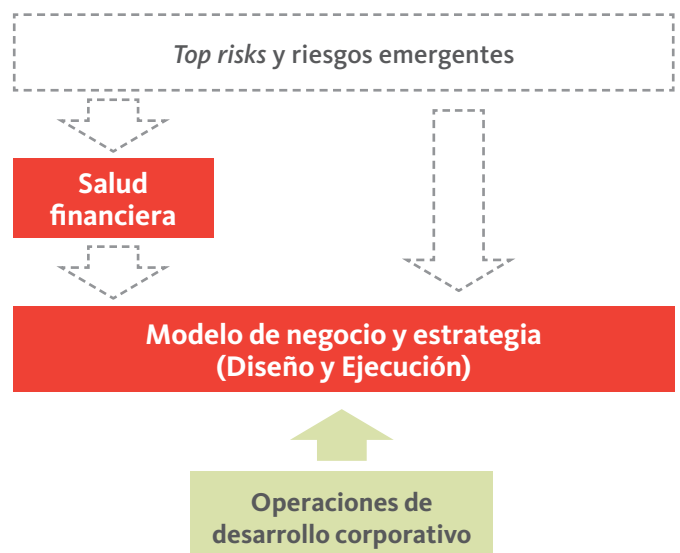 Top risks y riesgos emergentes
Salud
financiera
Modelo de negocio y estrategia
(Diseño y Ejecución)
Operaciones de
desarrollo corporativo